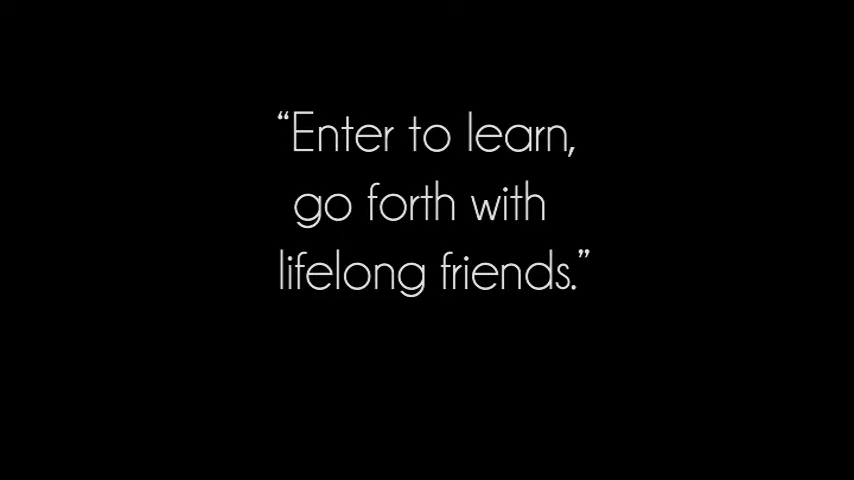 “Enter to learn,
go forth with
lifelong friends.”